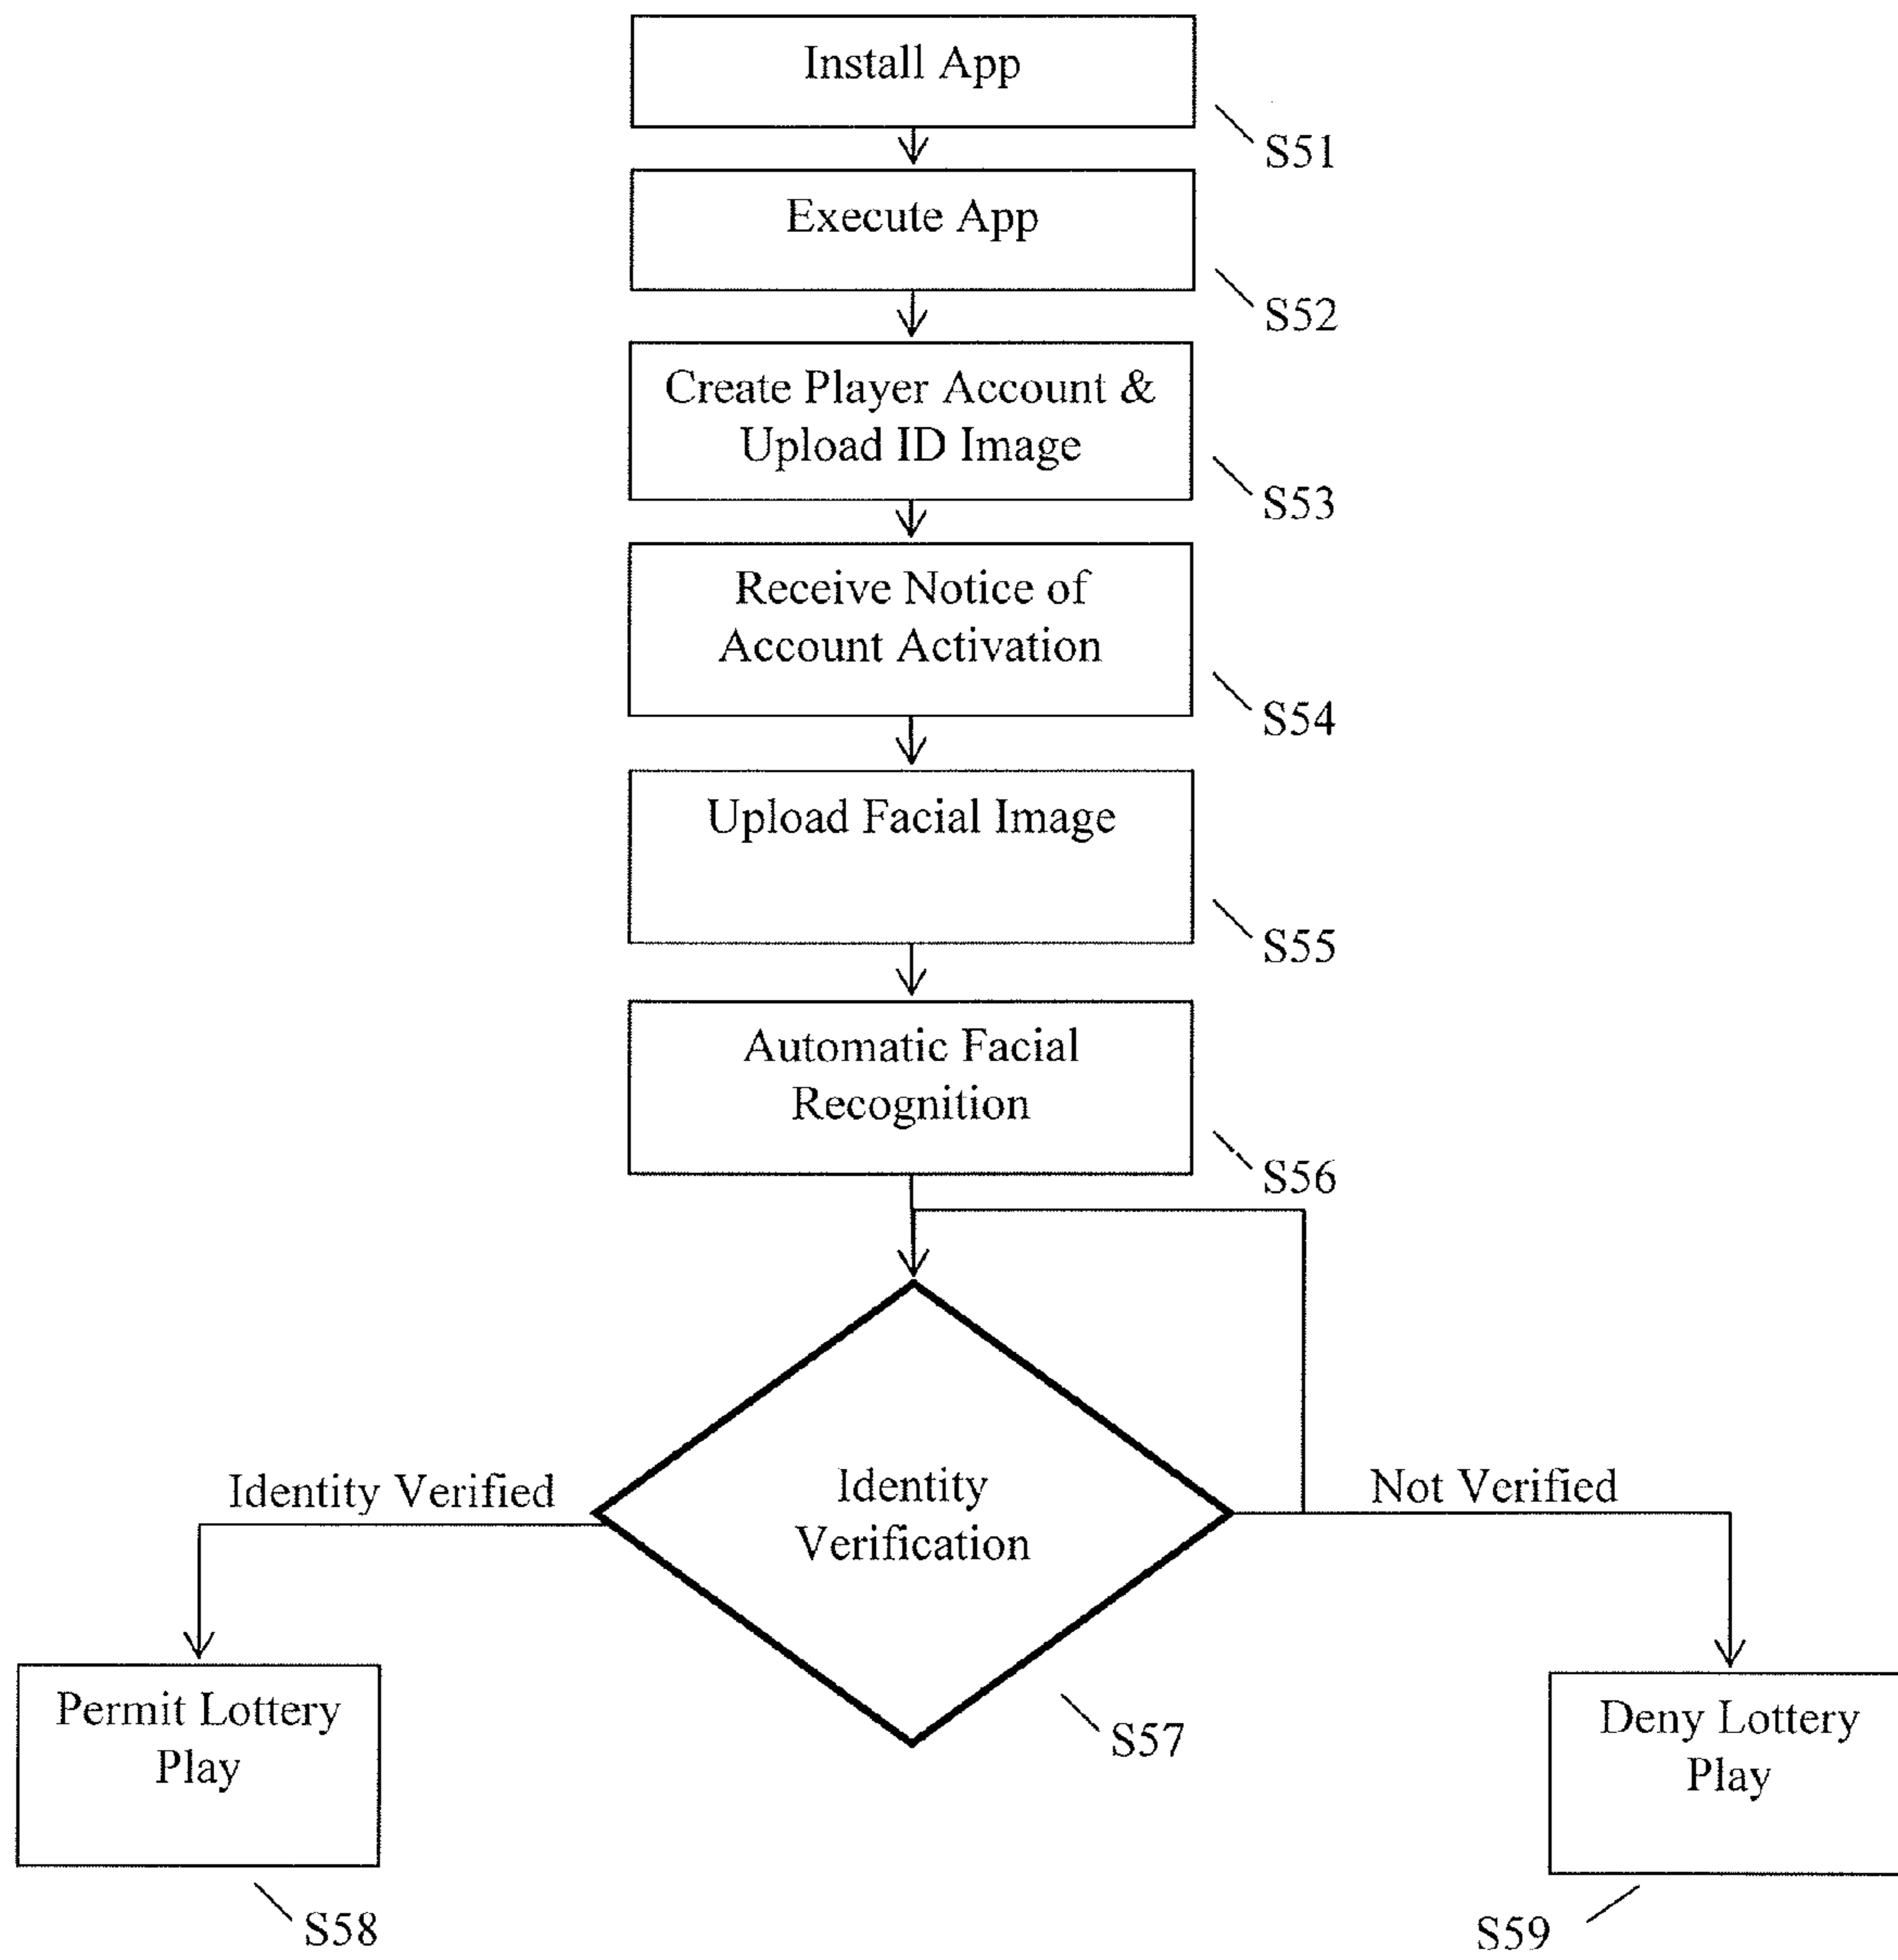 Install App
S51
Execute App
S52
Create Player Account &
Upload ID Image
S53
Receive Notice of
Account Activation
S54
Upload Facial Image
S55
Automatic Facial
Recognition
S56
Identity Verified
Identity
Verification
Not Verified
S57
Permit Lottery
Play
S58
Deny Lottery
Play
S59